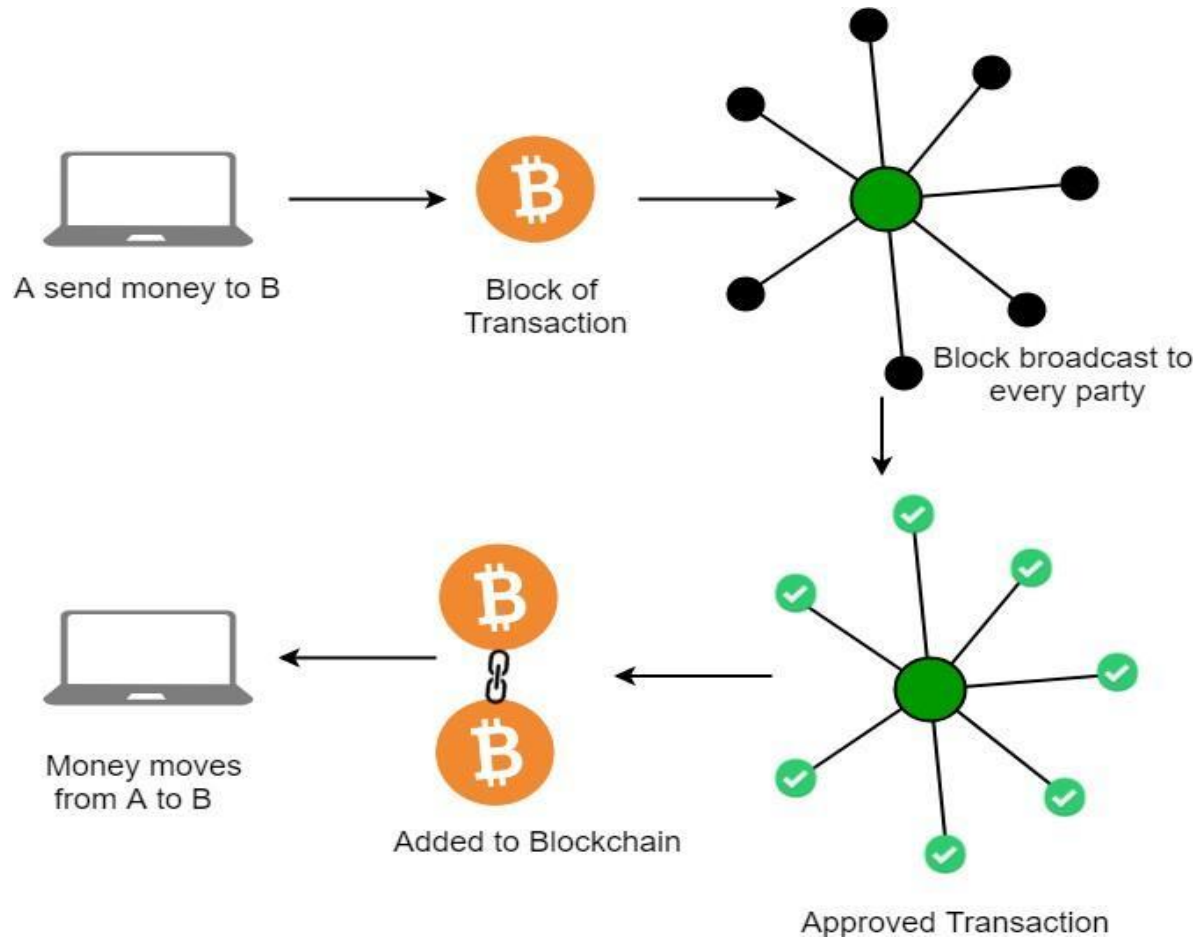 A send money to B
Block of
Transaction
Block broadcast to
every party
Money moves
from A to B
Added to Blockchain
Approved Transaction